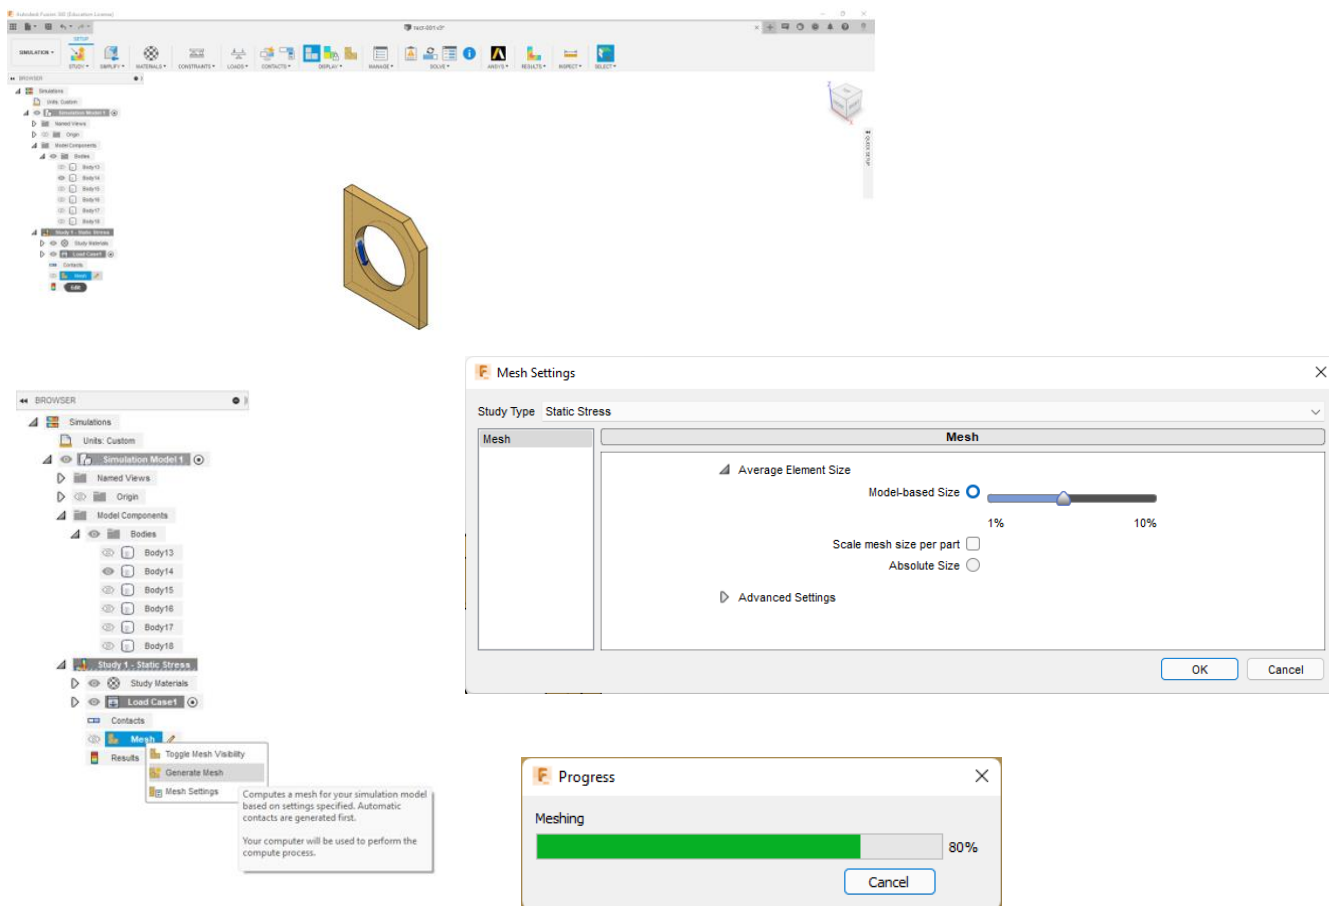 Autodesk Fusion 360 (Education License)
SETUP
SIMULATION
STUDY
SIMPLIFY
MATERIALS
CONSTRAINTS
LOADS
CONTACTS
DISPLAY
MANAGE
SOLVE
ANSYS
RESULTS
INSPECT
SELECT
BROWSER
Simulations
Units: Custom
Simulation Model 1
Named Views
Origin
Model Components
Bodies
Body13
Body14
Body15
Body16
Body17
Body18
Study 1 - Static Stress
Study Materials
Load Case1
Contacts
Mesh
Edit
QUICK SETUP
BROWSER
Simulations
Units: Custom
Simulation Model 1
Named Views
Origin
Model Components
Bodies
Body13
Body14
Body15
Body16
Body17
Body18
Study 1 - Static Stress
Study Materials
Load Case1
Contacts
Mesh
Results
Toggle Mesh Visibility
Generate Mesh
Mesh Settings
Computes a mesh for your simulation model
based on settings specified. Automatic
contacts are generated first.
Your computer will be used to perform the
compute process.
Mesh Settings
Study Type Static Stress
Mesh
Mesh
Average Element Size
Model-based Size
1% 10%
Scale mesh size per part
Absolute Size
Advanced Settings
OK Cancel
Progress
Meshing
80%
Cancel